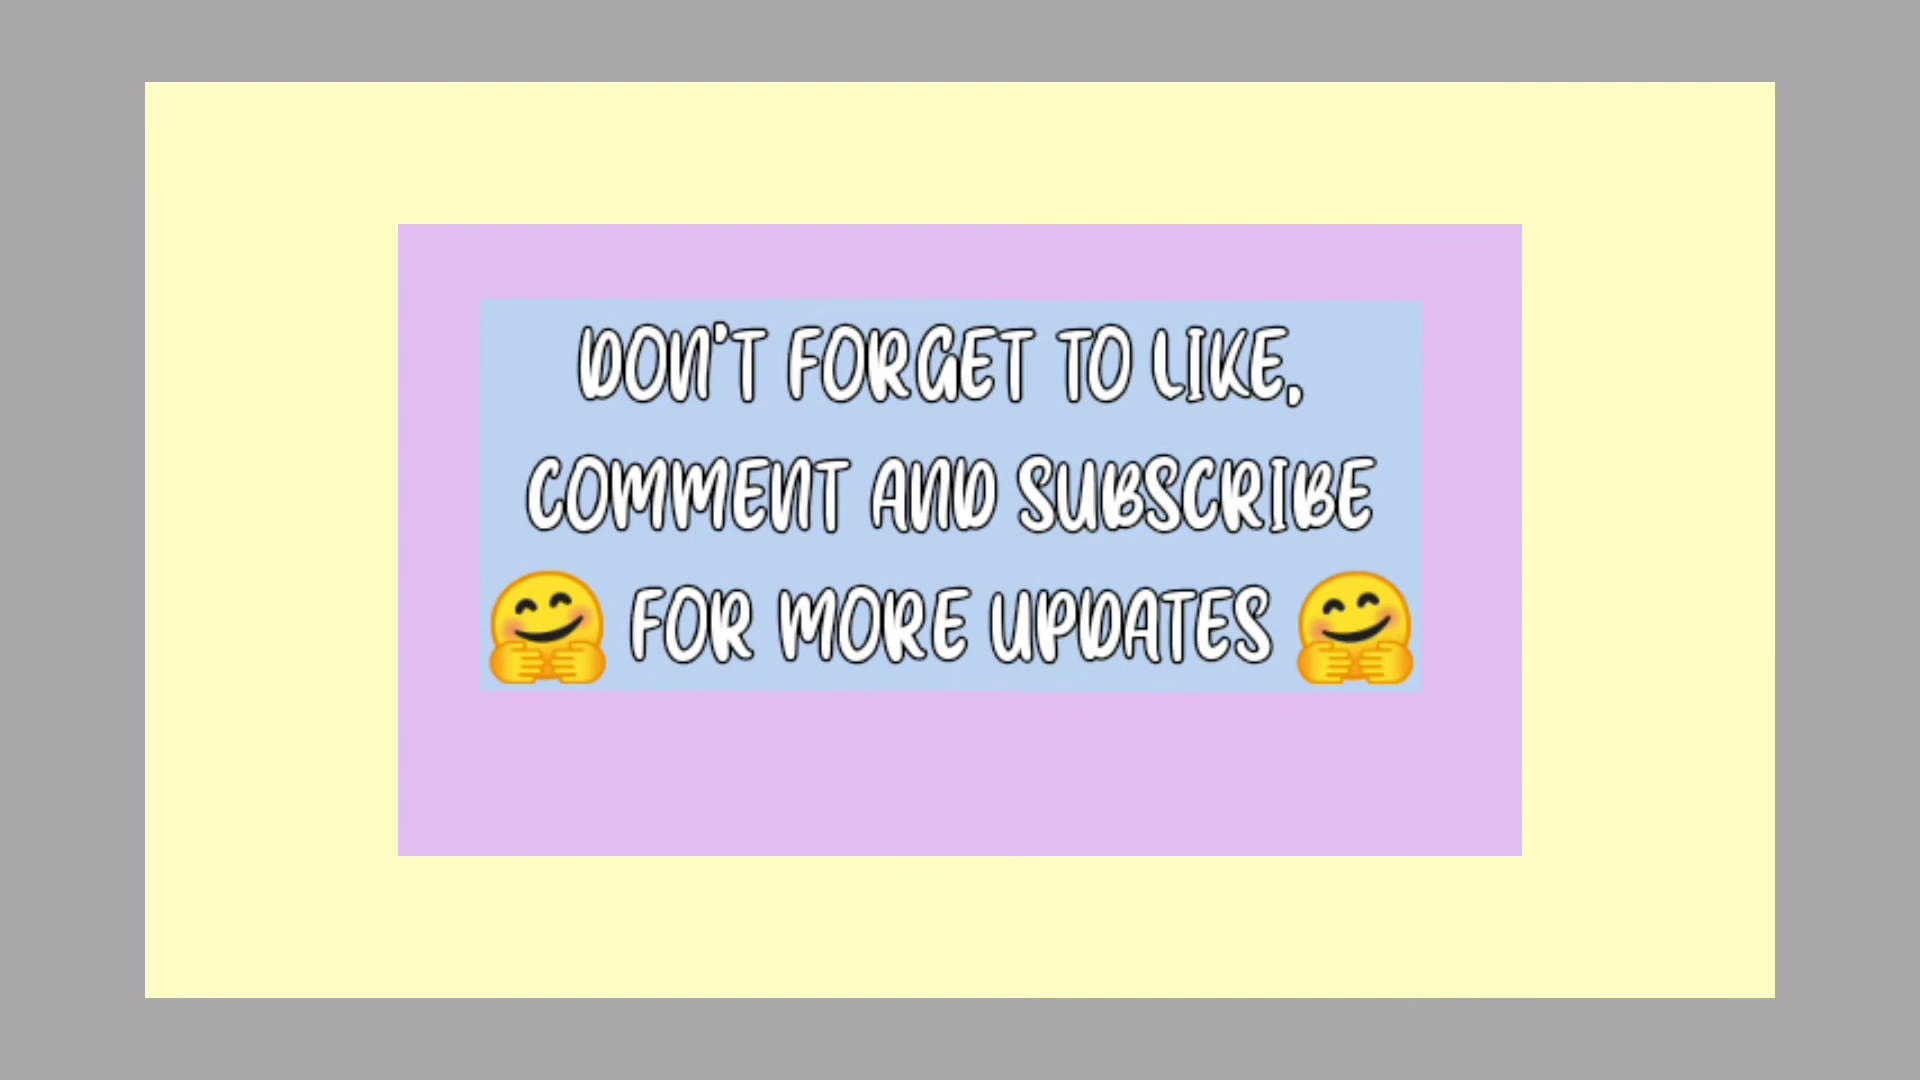 DON'T FORGET TO LIKE,
COMMENT AND SUBSCRIBE
🤗 FOR MORE UPDATES 🤗